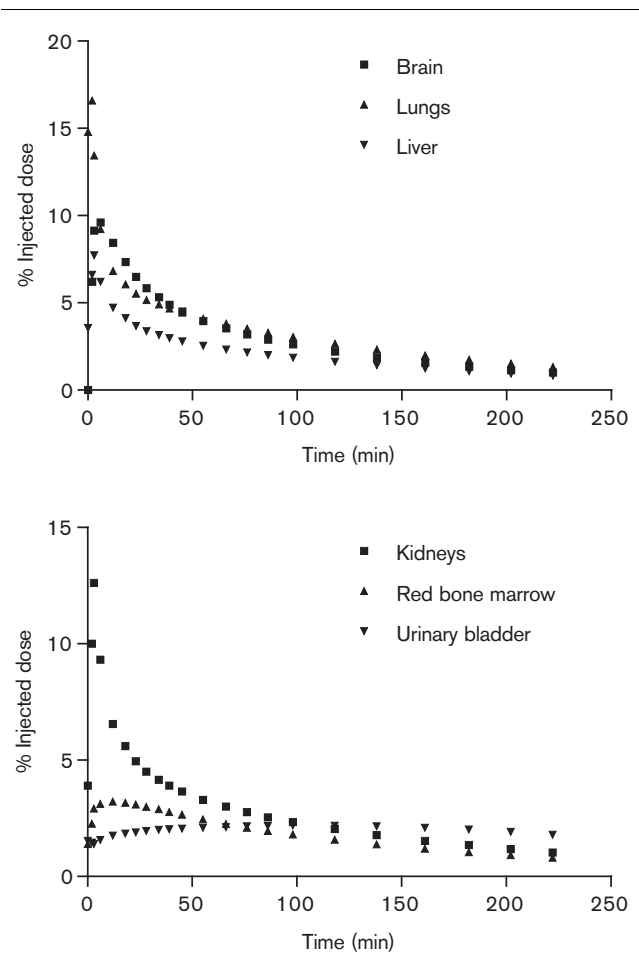 20
15
10
5
0
% Injected dose
Brain
Lungs
Liver
0 50 100 150 200 250
Time (min)
15
10
5
0
% Injected dose
Kidneys
Red bone marrow
Urinary bladder
0 50 100 150 200 250
Time (min)